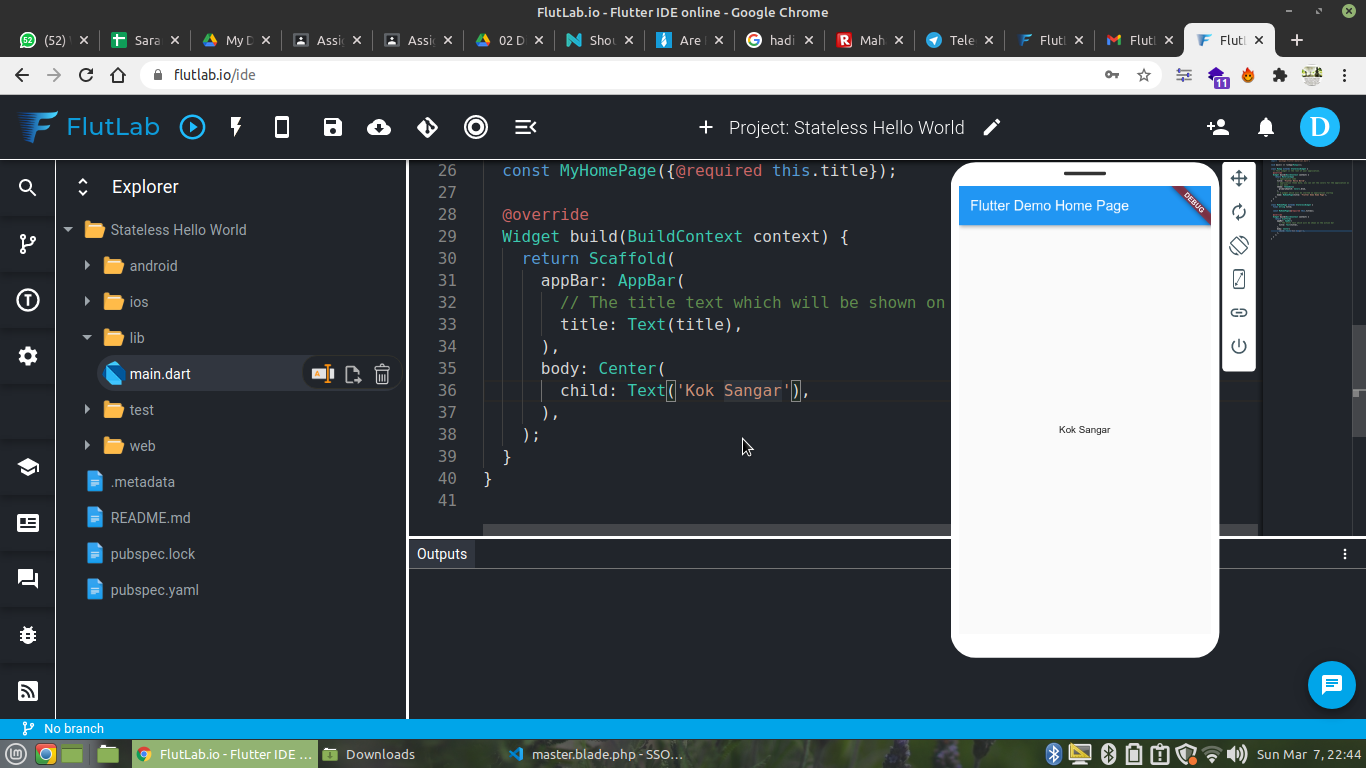 FlutLab.io - Flutter IDE online - Google Chrome
(52)
Sara
My D
Assig
Assig
02 D
Shou
Are
hadi
Mah
Tele
Flutl
Flutl
Flutl
flutlab.io/ide
11
FlutLab
Project: Stateless Hello World
D
Explorer
Stateless Hello World
android
ios
lib
main.dart
test
web
.metadata
README.md
pubspec.lock
pubspec.yaml
26 const MyHomePage({@required this.title});
27
28 @override
29 Widget build(BuildContext context) {
30 return Scaffold(
31 appBar: AppBar(
32 // The title text which will be shown on
33 title: Text(title),
34 ),
35 body: Center(
36 child: Text('Kok Sangar'),
37 ),
38 );
39 }
40 }
41
Flutter Demo Home Page
DEBUG
Kok Sangar
Outputs
No branch
FlutLab.io - Flutter IDE ...
Downloads
master.blade.php - SSO...
Sun Mar 7, 22:44